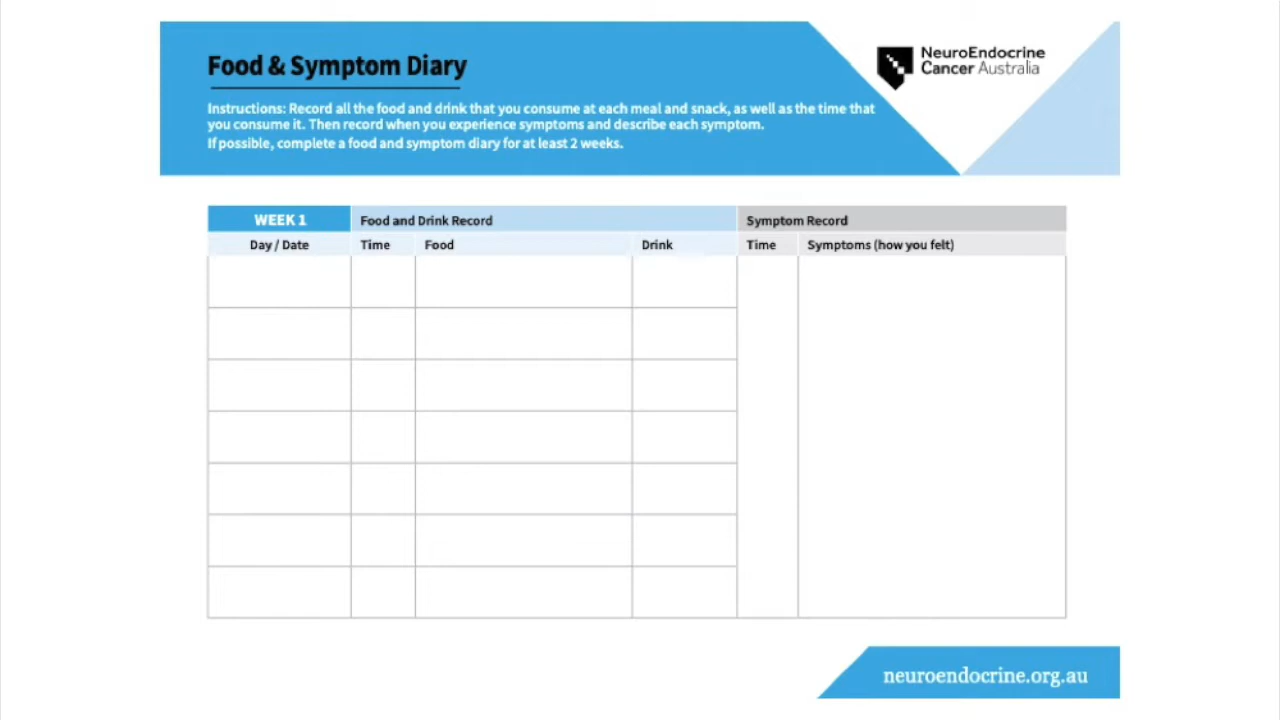 Food & Symptom Diary
NeuroEndocrine
Cancer Australia
Instructions: Record all the food and drink that you consume at each meal and snack, as well as the time that
you consume it. Then record when you experience symptoms and describe each symptom.
If possible, complete a food and symptom diary for at least 2 weeks.
WEEK 1 Food and Drink Record Symptom Record
Day / Date Time Food Drink Time Symptoms (how you felt)
neuroendocrine.org.au